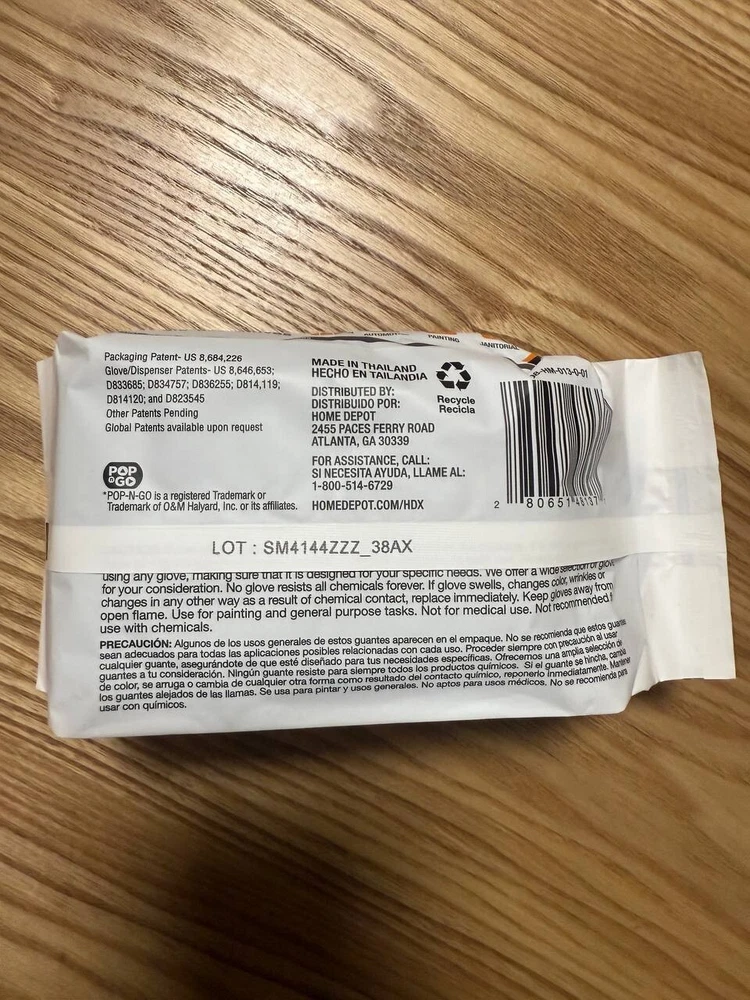 PAINTING
JANITORIAL
Packaging Patent- US 8,684,226
Glove/Dispenser Patents- US 8,646,653;
D833685; D834757; D836255; D814,119;
D814120; and D823545
Other Patents Pending
Global Patents available upon request
POP
N
GO
*POP-N-GO is a registered Trademark or
Trademark of O&M Halyard, Inc. or its affiliates.
MADE IN THAILAND
HECHO EN TAILANDIA
DISTRIBUTED BY:
DISTRIBUIDO POR:
HOME DEPOT
2455 PACES FERRY ROAD
ATLANTA, GA 30339
FOR ASSISTANCE, CALL:
SI NECESITA AYUDA, LLAME AL:
1-800-514-6729
HOMEDEPOT.COM/HDX
Recycle
Recicla
-HM-013-0-01
2 80651 48137
LOT : SM4144ZZZ_38AX
using any glove, making sure that it is designed for your specific needs. We offer a wide selection of glove
for your consideration. No glove resists all chemicals forever. If glove swells, changes color, wrinkles or
changes in any other way as a result of chemical contact, replace immediately. Keep gloves away from
open flame. Use for painting and general purpose tasks. Not for medical use. Not recommended f
use with chemicals.
PRECAUCIÓN: Algunos de los usos generales de estos guantes aparecen en el empaque. No se recomienda que estos guantes
sean adecuados para todas las aplicaciones posibles relacionadas con cada uso. Proceder siempre con precaución al usar
cualquier guante, asegurándote de que esté diseñado para tus necesidades específicas. Ofrecemos una amplia selección de
guantes a tu consideración. Ningún guante resiste para siempre todos los productos químicos. Si el guante se hincha, cambia
de color, se arruga o cambia de cualquier otra forma como resultado del contacto químico, reponerlo inmediatamente. Mantener
los guantes alejados de las llamas. Se usa para pintar y usos generales. No aptos para usos médicos. No se recomienda para
usar con químicos.